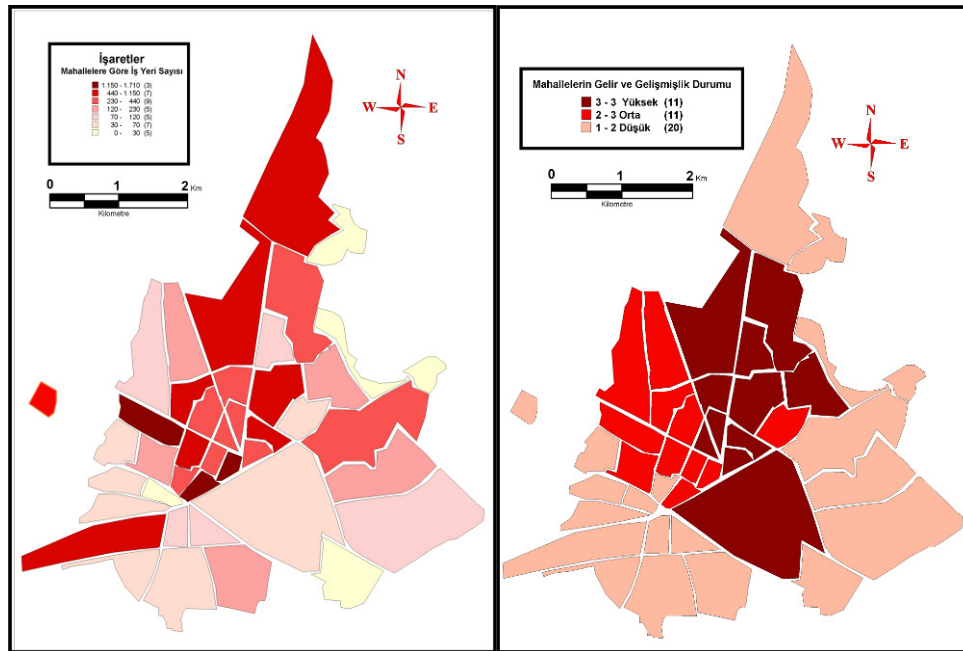 İşaretler
Mahallelere Göre İş Yeri Sayısı
1.150 - 1.710 (3)
440 - 1.150 (7)
230 - 440 (9)
120 - 230 (5)
70 - 120 (6)
30 - 70 (7)
0 - 30 (5)
N
W E
S
0 1 2 Km
Kilometre
Mahallelerin Gelir ve Gelişmişlik Durumu
3 - 3 Yüksek (11)
2 - 3 Orta (11)
1 - 2 Düşük (20)
N
W E
S
0 1 2 Km
Kilometre